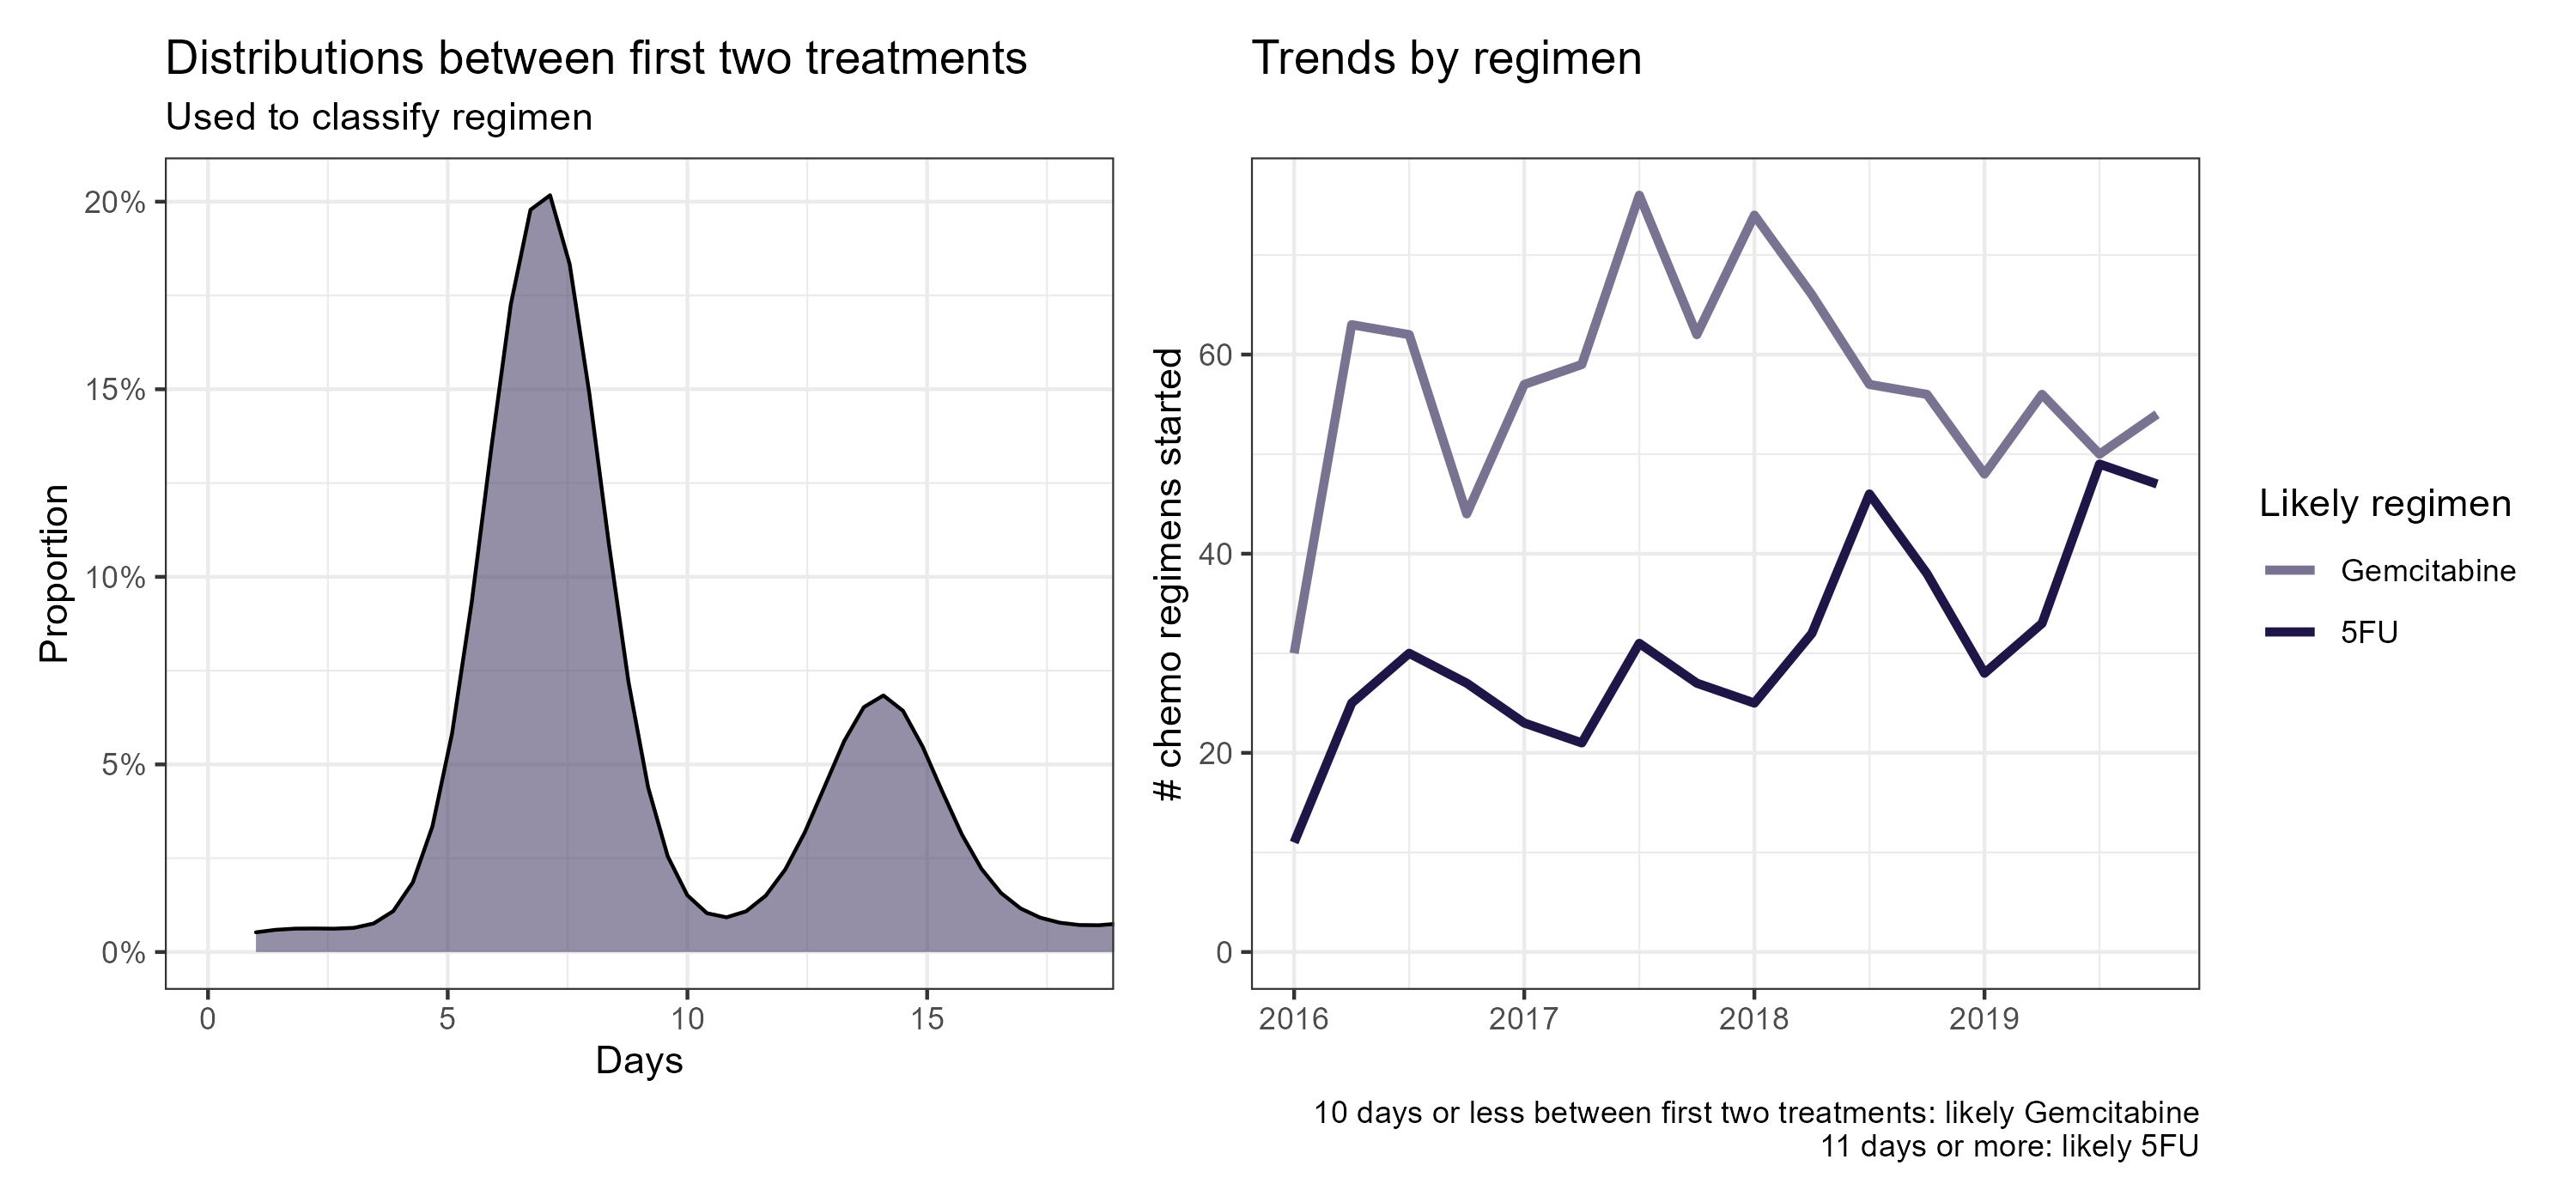 Distributions between first two treatments
Used to classify regimen
Proportion
20%
15%
10%
5%
0%
0
5
10
15
Days
Trends by regimen
# chemo regimens started
60
40
20
0
2016
2017
2018
2019
Likely regimen
Gemcitabine
5FU
10 days or less between first two treatments: likely Gemcitabine
11 days or more: likely 5FU